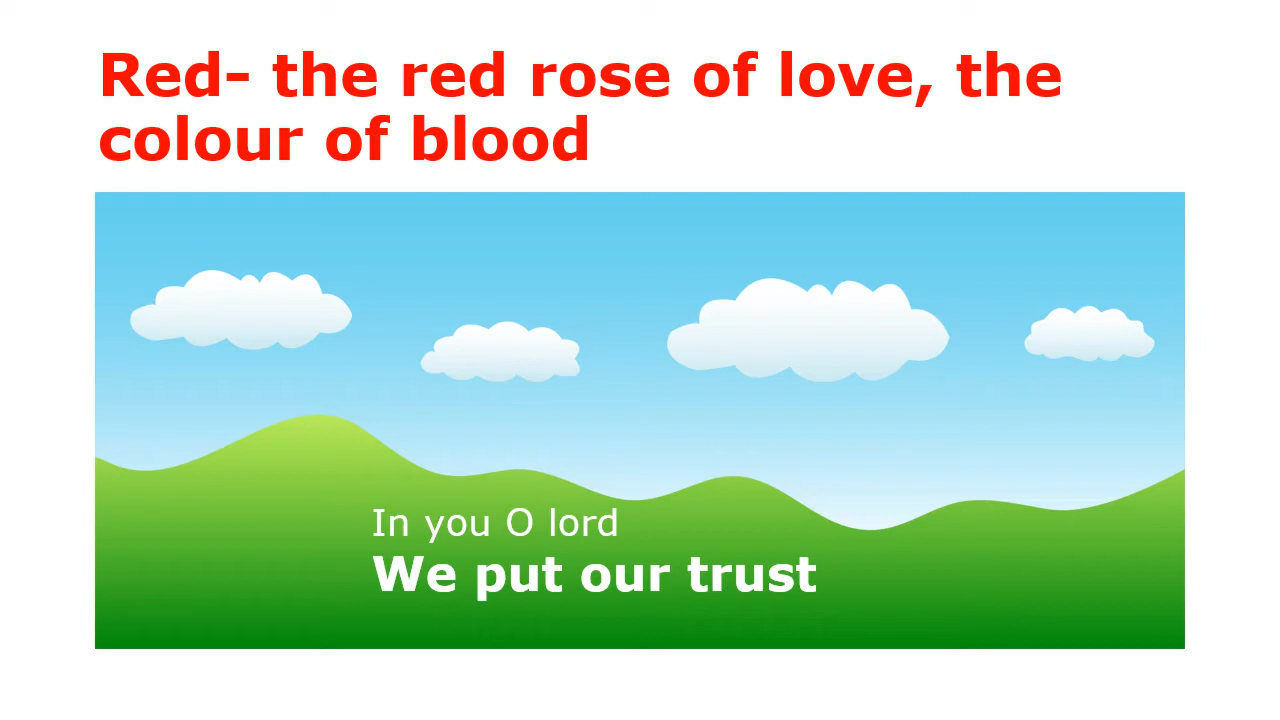 Red- the red rose of love, the
colour of blood
In you O lord
We put our trust